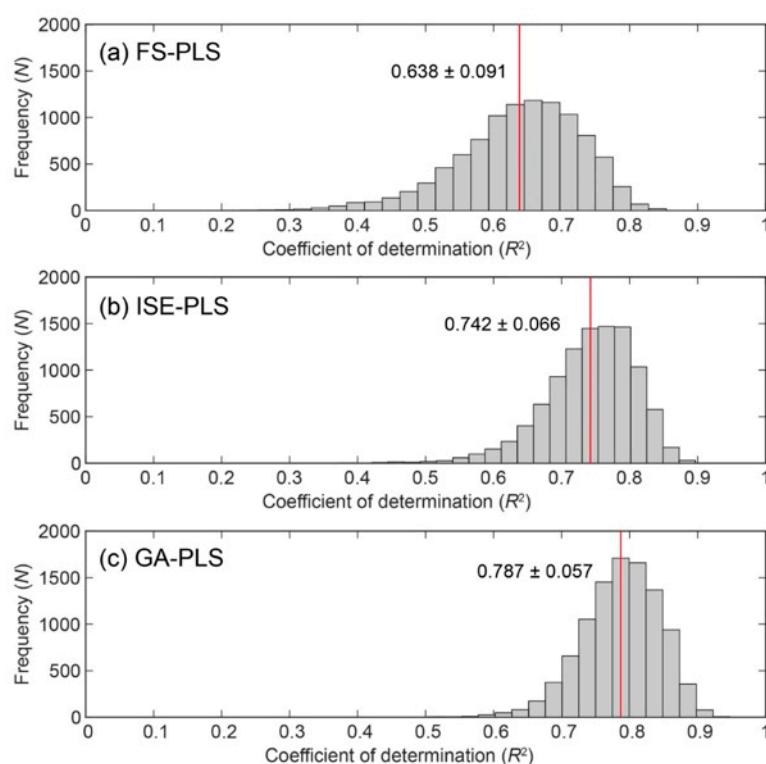 2000
(a) FS-PLS
1500
0.638 ± 0.091
1000
500
0
Frequency (N)
0 0.1 0.2 0.3 0.4 0.5 0.6 0.7 0.8 0.9 1
Coefficient of determination (R²)
2000
(b) ISE-PLS
1500
0.742 ± 0.066
1000
500
0
Frequency (N)
0 0.1 0.2 0.3 0.4 0.5 0.6 0.7 0.8 0.9 1
Coefficient of determination (R²)
2000
(c) GA-PLS
1500
0.787 ± 0.057
1000
500
0
Frequency (N)
0 0.1 0.2 0.3 0.4 0.5 0.6 0.7 0.8 0.9 1
Coefficient of determination (R²)